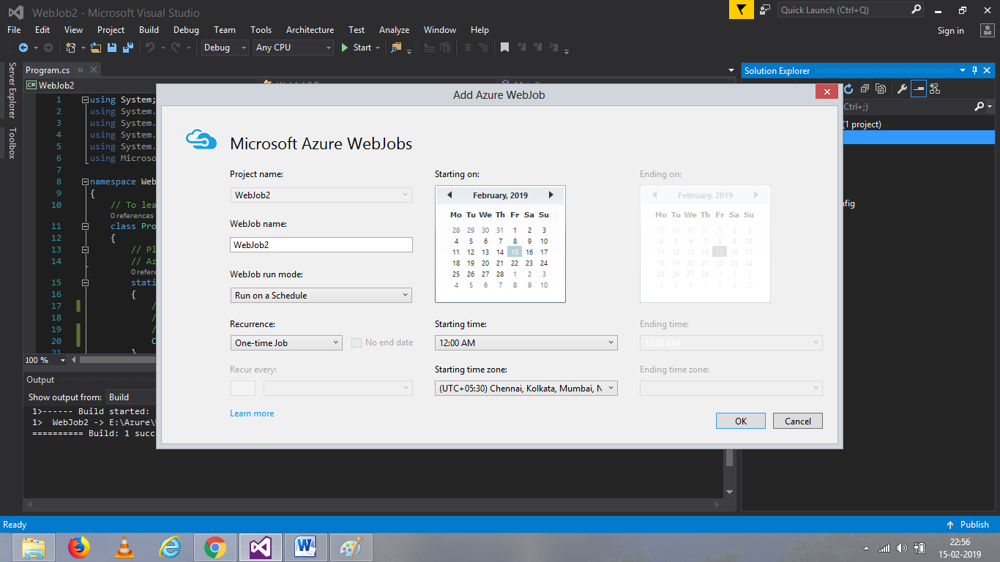 WebJob2 - Microsoft Visual Studio
Quick Launch (Ctrl+Q)
File Edit View Project Build Debug Team Tools Architecture Test Analyze Window Help
Sign in
Debug Any CPU Start
Server Explorer
Toolbox
Program.cs
Solution Explorer
C# WebJob2
Ctrl+;)
(1 project)
1 using System;
2 using System.
3 using System.
4 using System.
5 using System.
6 using Microso
7
8 namespace Web
9 {
10 // To lea
0 references
11 class Pro
12 {
13 // Pl
14 // Az
0 refere
15 stati
16 {
17 /
18 /
19 /
20 C
21 }
100 %
Add Azure WebJob
Microsoft Azure WebJobs
Project name:
WebJob2
WebJob name:
WebJob2
WebJob run mode:
Run on a Schedule
Recurrence:
One-time Job
No end date
Recur every:
Learn more
Starting on:
February, 2019
Mo Tu We Th Fr Sa Su
28 29 30 31 1 2 3
4 5 6 7 8 9 10
11 12 13 14 15 16 17
18 19 20 21 22 23 24
25 26 27 28 1 2 3
4 5 6 7 8 9 10
Starting time:
12:00 AM
Starting time zone:
(UTC+05:30) Chennai, Kolkata, Mumbai, N
Ending on:
February, 2019
Mo Tu We Th Fr Sa Su
28 29 30 31 1 2 3
4 5 6 7 8 9 10
11 12 13 14 15 16 17
18 19 20 21 22 23 24
25 26 27 28 1 2 3
4 5 6 7 8 9 10
Ending time:
12:00 AM
Ending time zone:
OK Cancel
fig
Output
Show output from: Build
1>------ Build started:
1> WebJob2 -> E:\Azure\
========== Build: 1 succ
Ready
Publish
22:56
15-02-2019